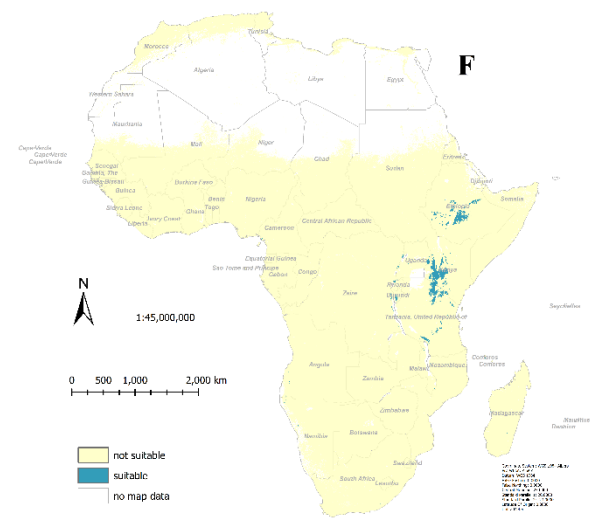 F
Tunisia
Morocco
Algeria
Libya
Egypt
Western Sahara
Mauritania
Cape Verde
Cape Verde
Cape Verde
Mali
Niger
Chad
Sudan
Eritrea
Senegal
Gambia, The
Guinea-Bissau
Guinea
Burkina Faso
Djibouti
Somalia
Sierra Leone
Ivory Coast
Ghana
Togo
Benin
Nigeria
Ethiopia
Liberia
Central African Republic
Cameroon
Equatorial Guinea
Sao Tome and Principe
Gabon
Congo
Uganda
Rwanda
Burundi
Zaire
Tanzania, United Republic of
Seychelles
N
1:45,000,000
Comoros
Comoros
Angola
Malawi
Mozambique
Zambia
0 500 1,000 2,000 km
Zimbabwe
Madagascar
Mauritius
Reunion
Namibia
Botswana
Swaziland
South Africa
Lesotho
not suitable
suitable
no map data